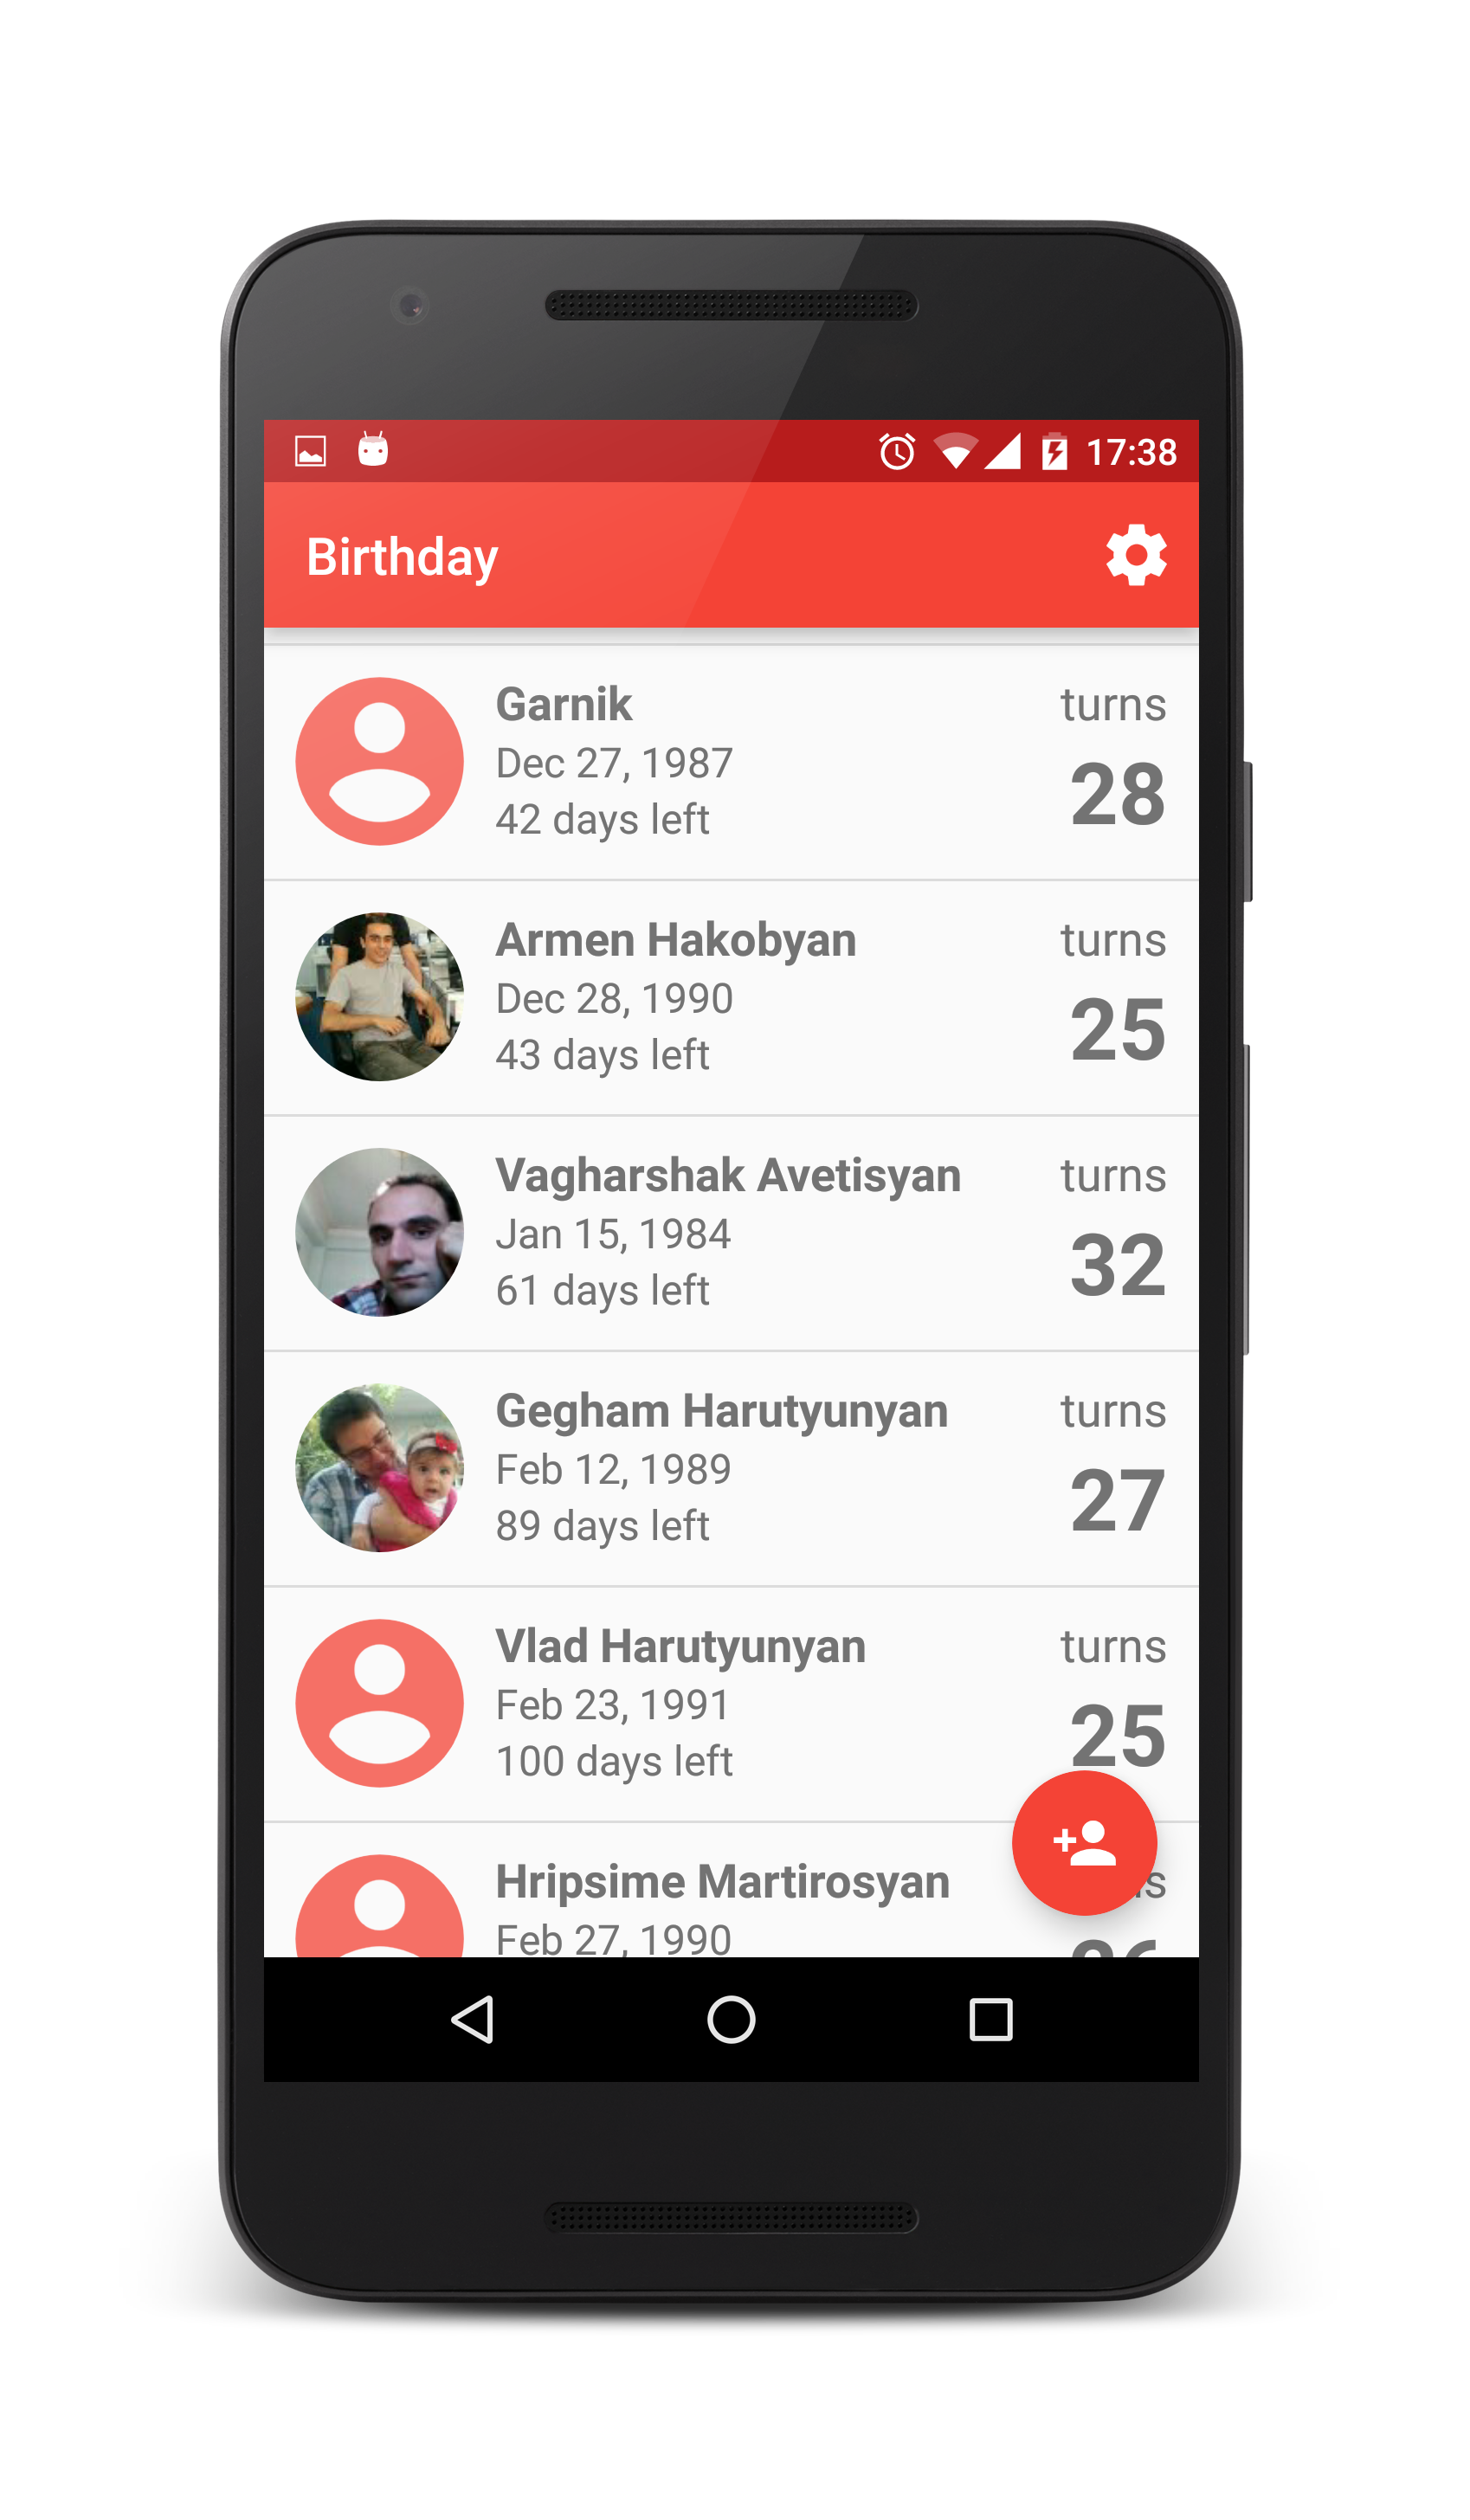 17:38
Birthday
Garnik
turns
Dec 27, 1987
28
42 days left
Armen Hakobyan
turns
Dec 28, 1990
25
43 days left
Vagharshak Avetisyan
turns
Jan 15, 1984
32
61 days left
Gegham Harutyunyan
turns
Feb 12, 1989
27
89 days left
Vlad Harutyunyan
turns
Feb 23, 1991
25
100 days left
Hripsime Martirosyan
Feb 27, 1990